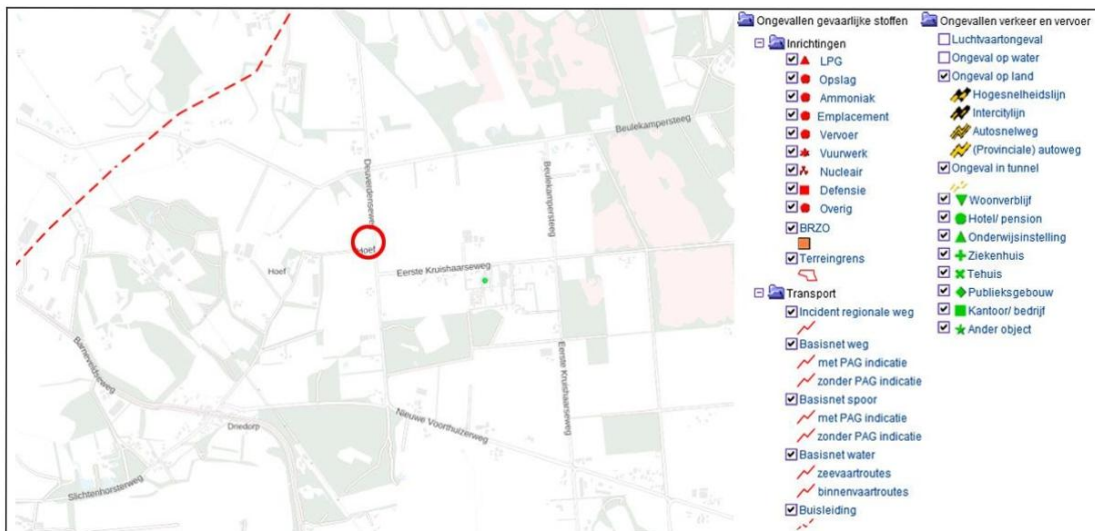 Beulekampersteeg
Deuverdenseweg
Beulekampersteeg
Hoef
Hoef
Eerste Kruishaarseweg
Barneveldseweg
Eerste Kruishaarseweg
Nieuwe Voorthuizerweg
Driedorp
Slichtenhorsterweg
Ongevallen gevaarlijke stoffen
Inrichtingen
LPG
Opslag
Ammoniak
Emplacement
Vervoer
Vuurwerk
Nucleair
Defensie
Overig
BRZO
Terreingrens
Transport
Incident regionale weg
Basisnet weg
met PAG indicatie
zonder PAG indicatie
Basisnet spoor
met PAG indicatie
zonder PAG indicatie
Basisnet water
zeevaartroutes
binnenvaartroutes
Buisleiding
Ongevallen verkeer en vervoer
Luchtvaartongeval
Ongeval op water
Ongeval op land
Hogesnelheidslijn
Intercitylijn
Autosnelweg
(Provinciale) autoweg
Ongeval in tunnel
Woonverblijf
Hotel/ pension
Onderwijsinstelling
Ziekenhuis
Tehuis
Publieksgebouw
Kantoor/ bedrijf
Ander object